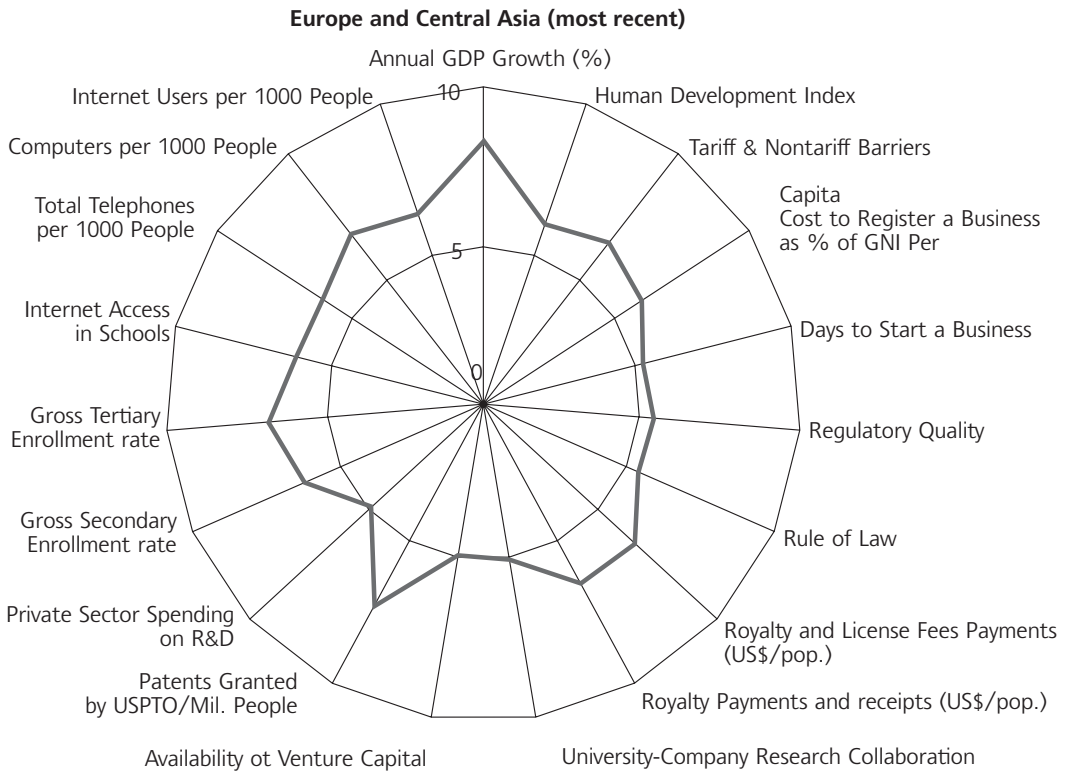 Europe and Central Asia (most recent)
Annual GDP Growth (%)
10
Internet Users per 1000 People
Human Development Index
Computers per 1000 People
Tariff & Nontariff Barriers
Capita
Cost to Register a Business
as % of GNI Per
Total Telephones
per 1000 People
5
Internet Access
in Schools
Days to Start a Business
0
Gross Tertiary
Enrollment rate
Regulatory Quality
Gross Secondary
Enrollment rate
Rule of Law
Private Sector Spending
on R&D
Royalty and License Fees Payments
(US$/pop.)
Patents Granted
by USPTO/Mil. People
Royalty Payments and receipts (US$/pop.)
Availability ot Venture Capital
University-Company Research Collaboration